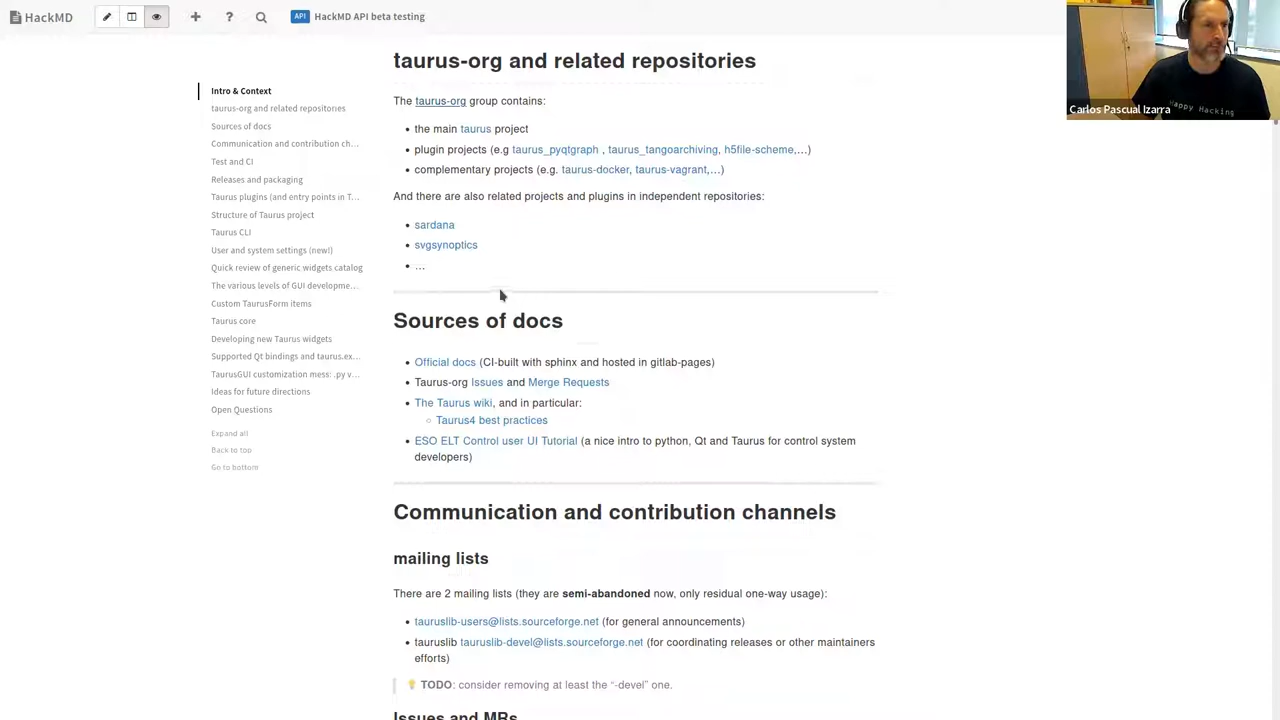 HackMD
API HackMD API beta testing
Carlos Pascual Izarra
Happy Hacking
Intro & Context
taurus-org and related repositories
Sources of docs
Communication and contribution ch…
Test and CI
Releases and packaging
Taurus plugins (and entry points in T…
Structure of Taurus project
Taurus CLI
User and system settings (new!)
Quick review of generic widgets catalog
The various levels of GUI developme…
Custom TaurusForm items
Taurus core
Developing new Taurus widgets
Supported Qt bindings and taurus.ex…
TaurusGUI customization mess: .py v…
Ideas for future directions
Open Questions
Expand all
Back to top
Go to bottom
taurus-org and related repositories
The taurus-org group contains:
• the main taurus project
• plugin projects (e.g taurus_pyqtgraph , taurus_tangoarchiving, h5file-scheme,…)
• complementary projects (e.g. taurus-docker, taurus-vagrant,…)
And there are also related projects and plugins in independent repositories:
• sardana
• svgsynoptics
• …
Sources of docs
• Official docs (CI-built with sphinx and hosted in gitlab-pages)
• Taurus-org Issues and Merge Requests
• The Taurus wiki, and in particular:
○ Taurus4 best practices
• ESO ELT Control user UI Tutorial (a nice intro to python, Qt and Taurus for control system
developers)
Communication and contribution channels
mailing lists
There are 2 mailing lists (they are semi-abandoned now, only residual one-way usage):
• tauruslib-users@lists.sourceforge.net (for general announcements)
• tauruslib tauruslib-devel@lists.sourceforge.net (for coordinating releases or other maintainers
efforts)
💡 TODO: consider removing at least the “-devel” one.
Issues and MRs